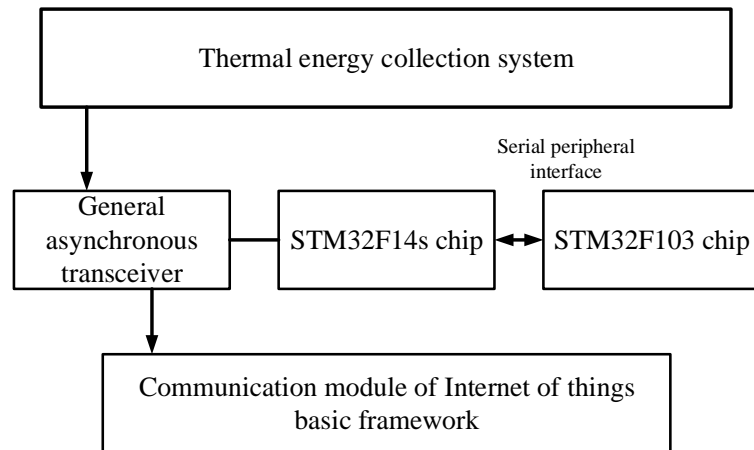 Thermal energy collection system
Serial peripheral
interface
General
asynchronous
transceiver
STM32F14s chip
STM32F103 chip
Communication module of Internet of things
basic framework